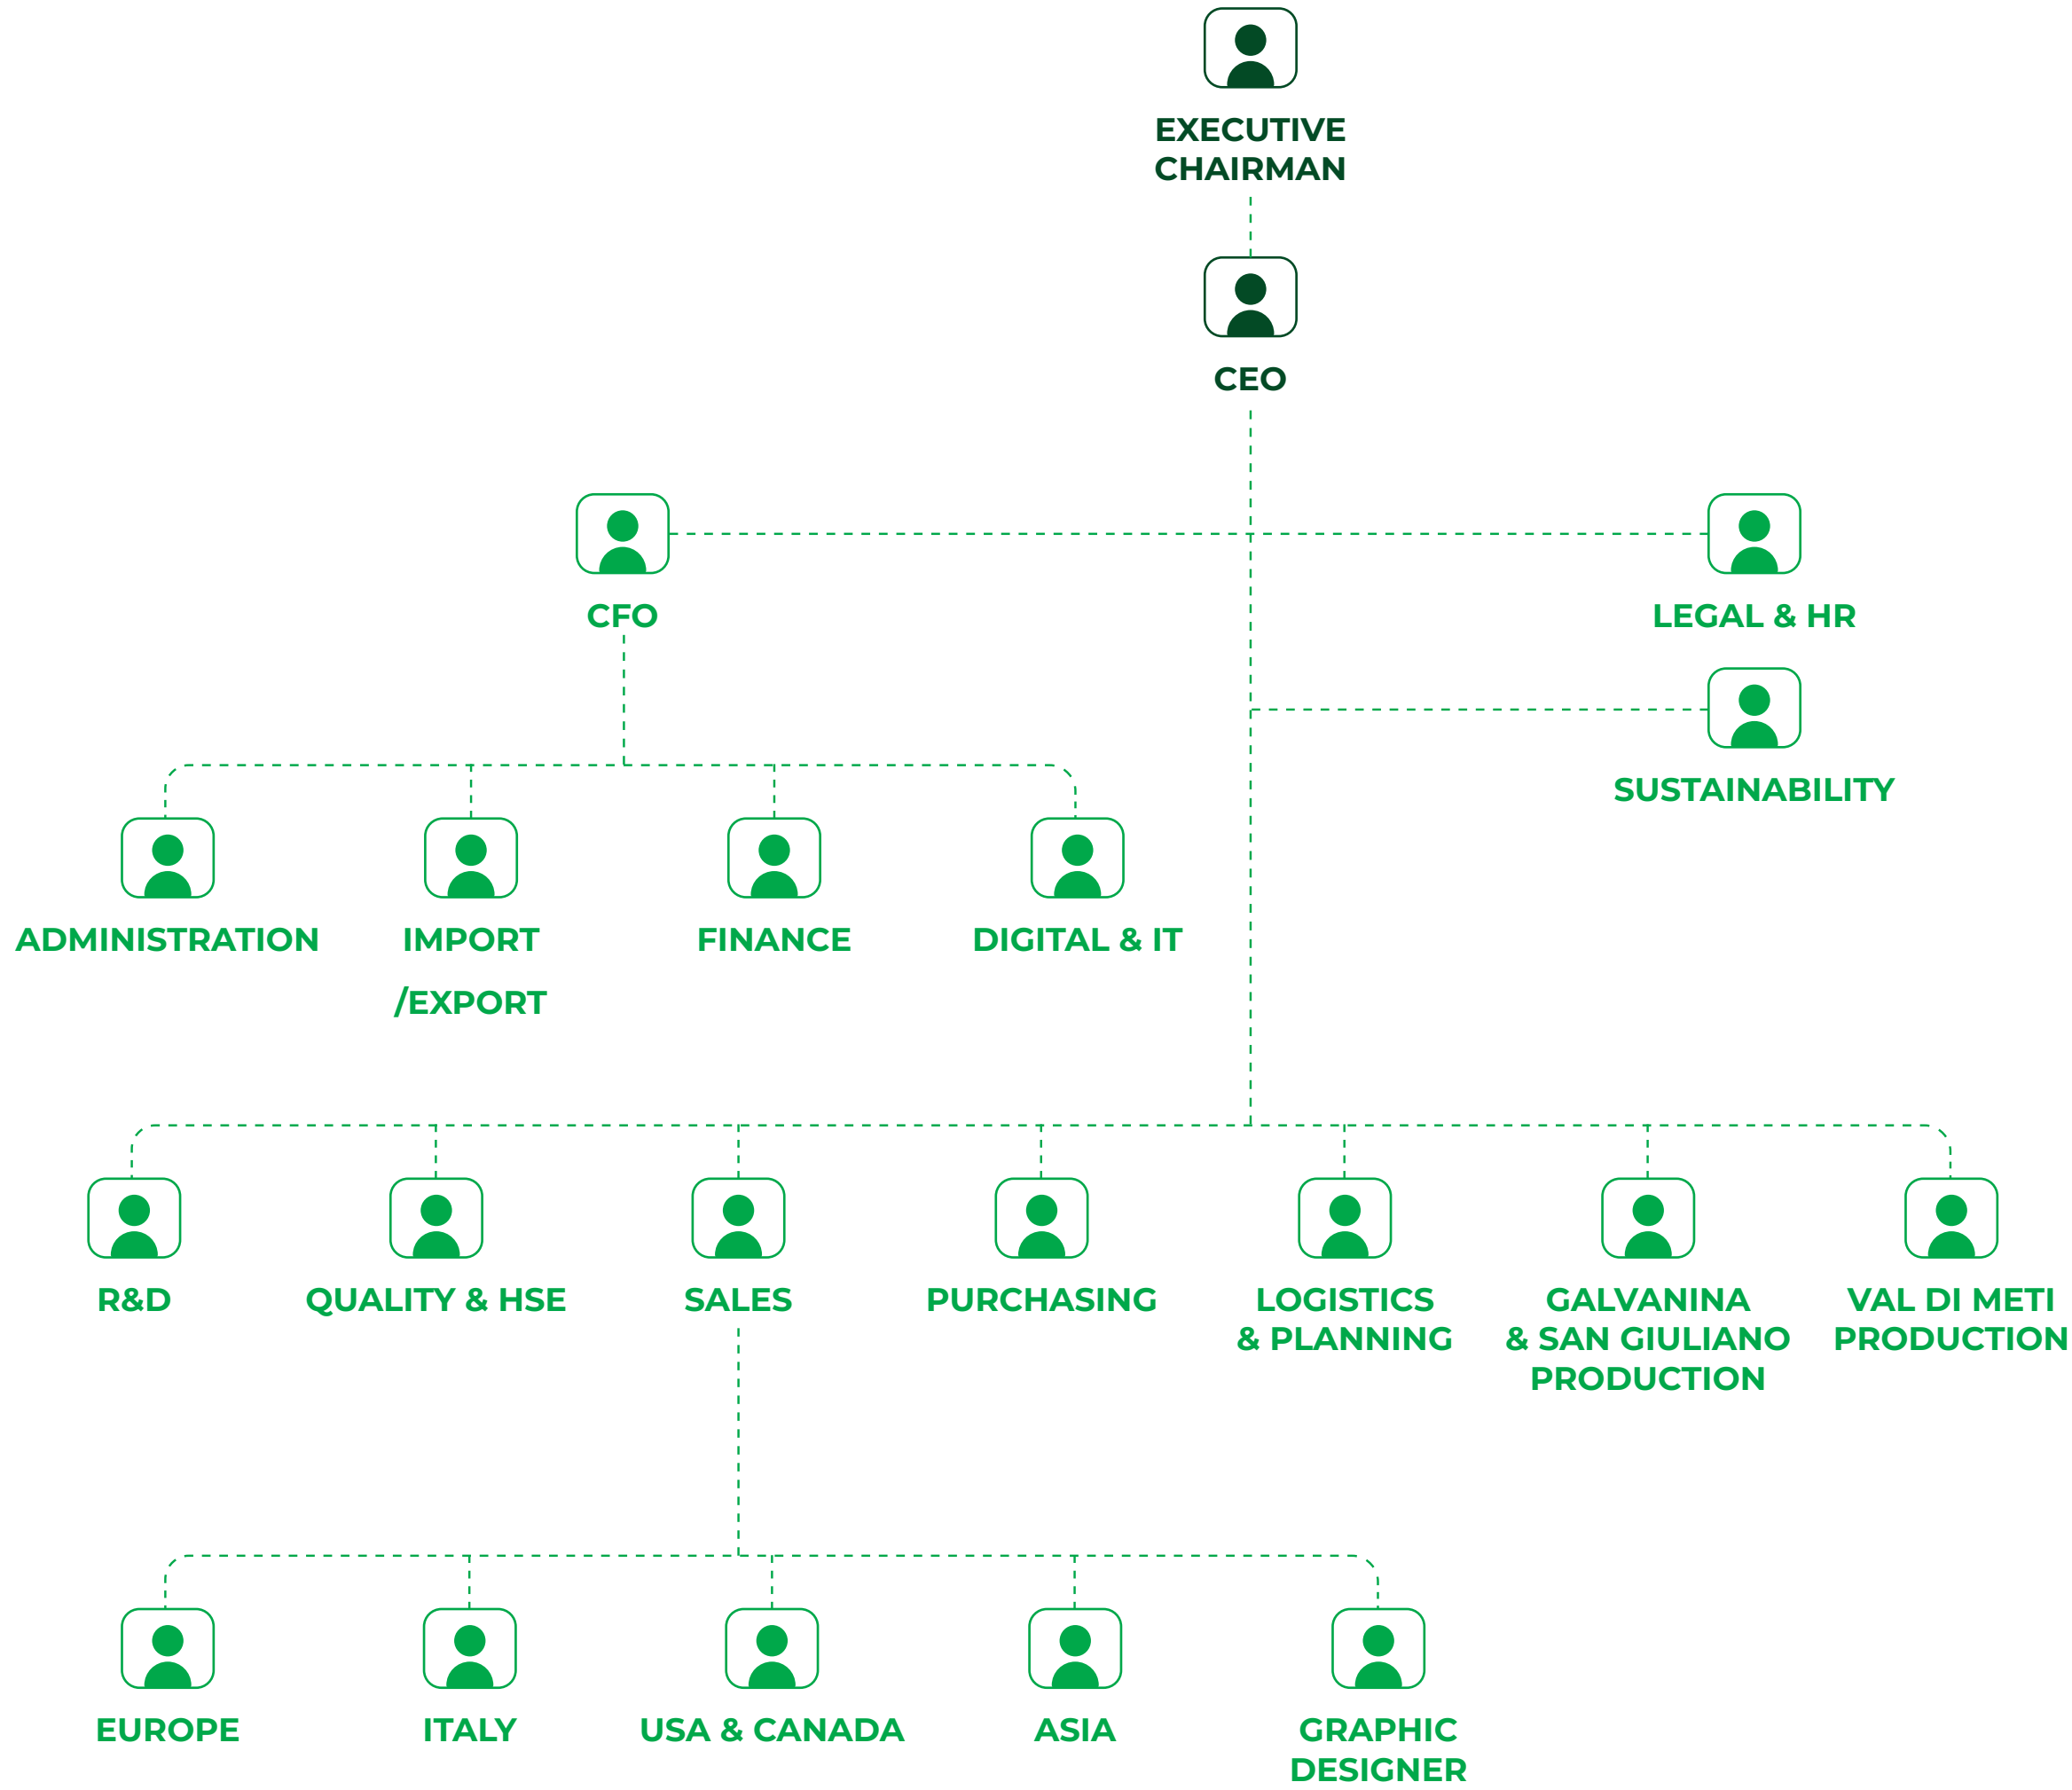 EXECUTIVE
CHAIRMAN
CEO
CFO
LEGAL & HR
SUSTAINABILITY
ADMINISTRATION
IMPORT
/EXPORT
FINANCE
DIGITAL & IT
R&D
QUALITY & HSE
SALES
PURCHASING
LOGISTICS
& PLANNING
GALVANINA
& SAN GIULIANO
PRODUCTION
VAL DI METI
PRODUCTION
EUROPE
ITALY
USA & CANADA
ASIA
GRAPHIC
DESIGNER